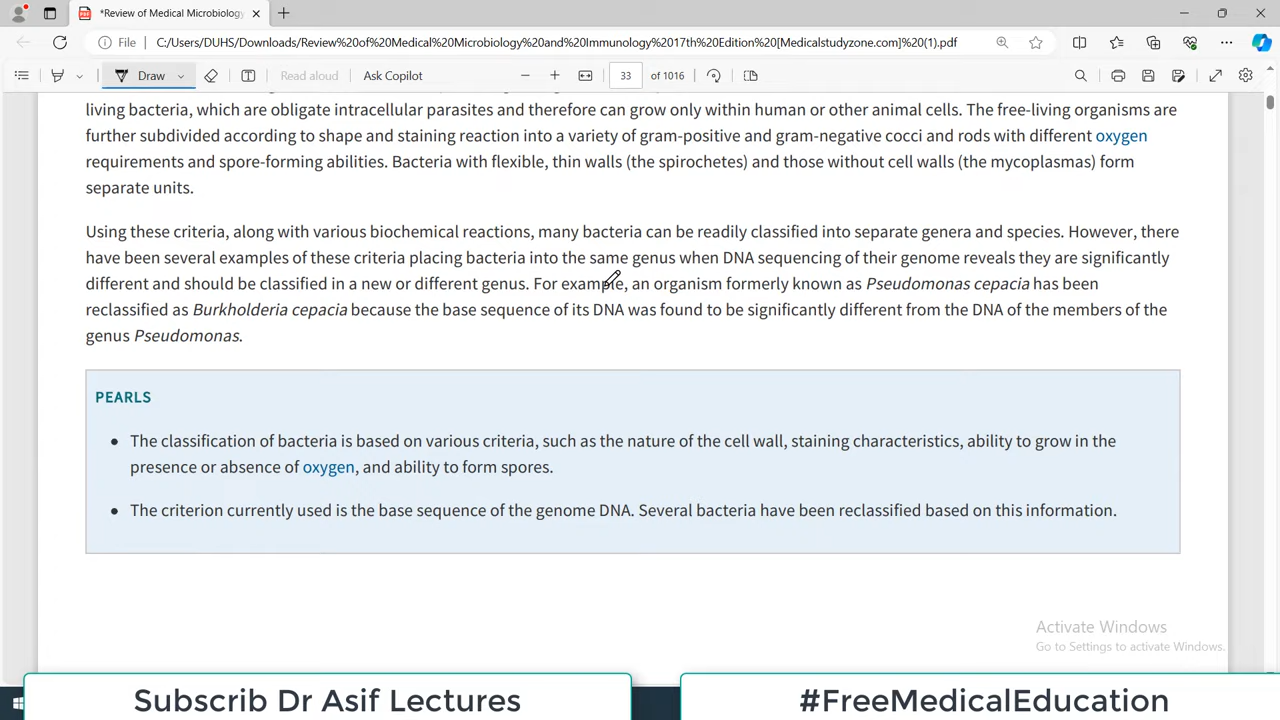 *Review of Medical Microbiology
File C:/Users/DUHS/Downloads/Review%20of%20Medical%20Microbiology%20and%20Immunology%2017th%20Edition%20[Medicalstudyzone.com]%20(1).pdf
Draw Read aloud Ask Copilot 33 of 1016
living bacteria, which are obligate intracellular parasites and therefore can grow only within human or other animal cells. The free-living organisms are
further subdivided according to shape and staining reaction into a variety of gram-positive and gram-negative cocci and rods with different oxygen
requirements and spore-forming abilities. Bacteria with flexible, thin walls (the spirochetes) and those without cell walls (the mycoplasmas) form
separate units.
Using these criteria, along with various biochemical reactions, many bacteria can be readily classified into separate genera and species. However, there
have been several examples of these criteria placing bacteria into the same genus when DNA sequencing of their genome reveals they are significantly
different and should be classified in a new or different genus. For example, an organism formerly known as Pseudomonas cepacia has been
reclassified as Burkholderia cepacia because the base sequence of its DNA was found to be significantly different from the DNA of the members of the
genus Pseudomonas.
PEARLS
• The classification of bacteria is based on various criteria, such as the nature of the cell wall, staining characteristics, ability to grow in the
presence or absence of oxygen, and ability to form spores.
• The criterion currently used is the base sequence of the genome DNA. Several bacteria have been reclassified based on this information.
Activate Windows
Go to Settings to activate Windows.
Subscrib Dr Asif Lectures
#FreeMedicalEducation